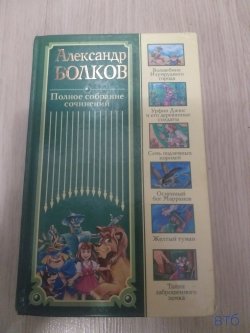 Александр
ВОЛКОВ
Полное собрание
сочинений
Волшебник
Изумрудного
города
Урфин Джюс
и его деревянные
солдаты
Семь подземных
королей
Огненный
бог Марранов
Желтый туман
Тайна
заброшенного
замка
втб